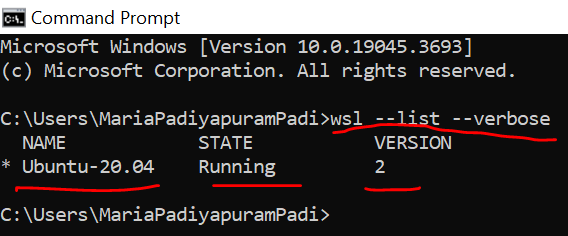 Command Prompt
Microsoft Windows [Version 10.0.19045.3693]
(c) Microsoft Corporation. All rights reserved.
C:\Users\MariaPadiyapuramPadi>wsl --list --verbose
NAME STATE VERSION
* Ubuntu-20.04 Running 2
C:\Users\MariaPadiyapuramPadi>